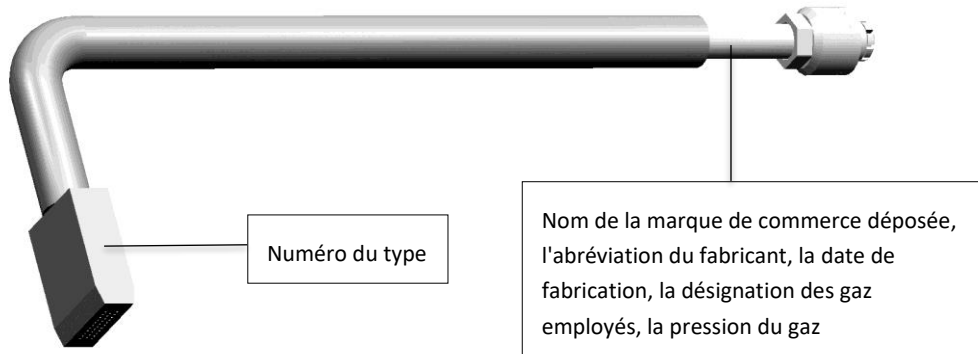 Numéro du type
Nom de la marque de commerce déposée,
l'abréviation du fabricant, la date de
fabrication, la désignation des gaz
employés, la pression du gaz